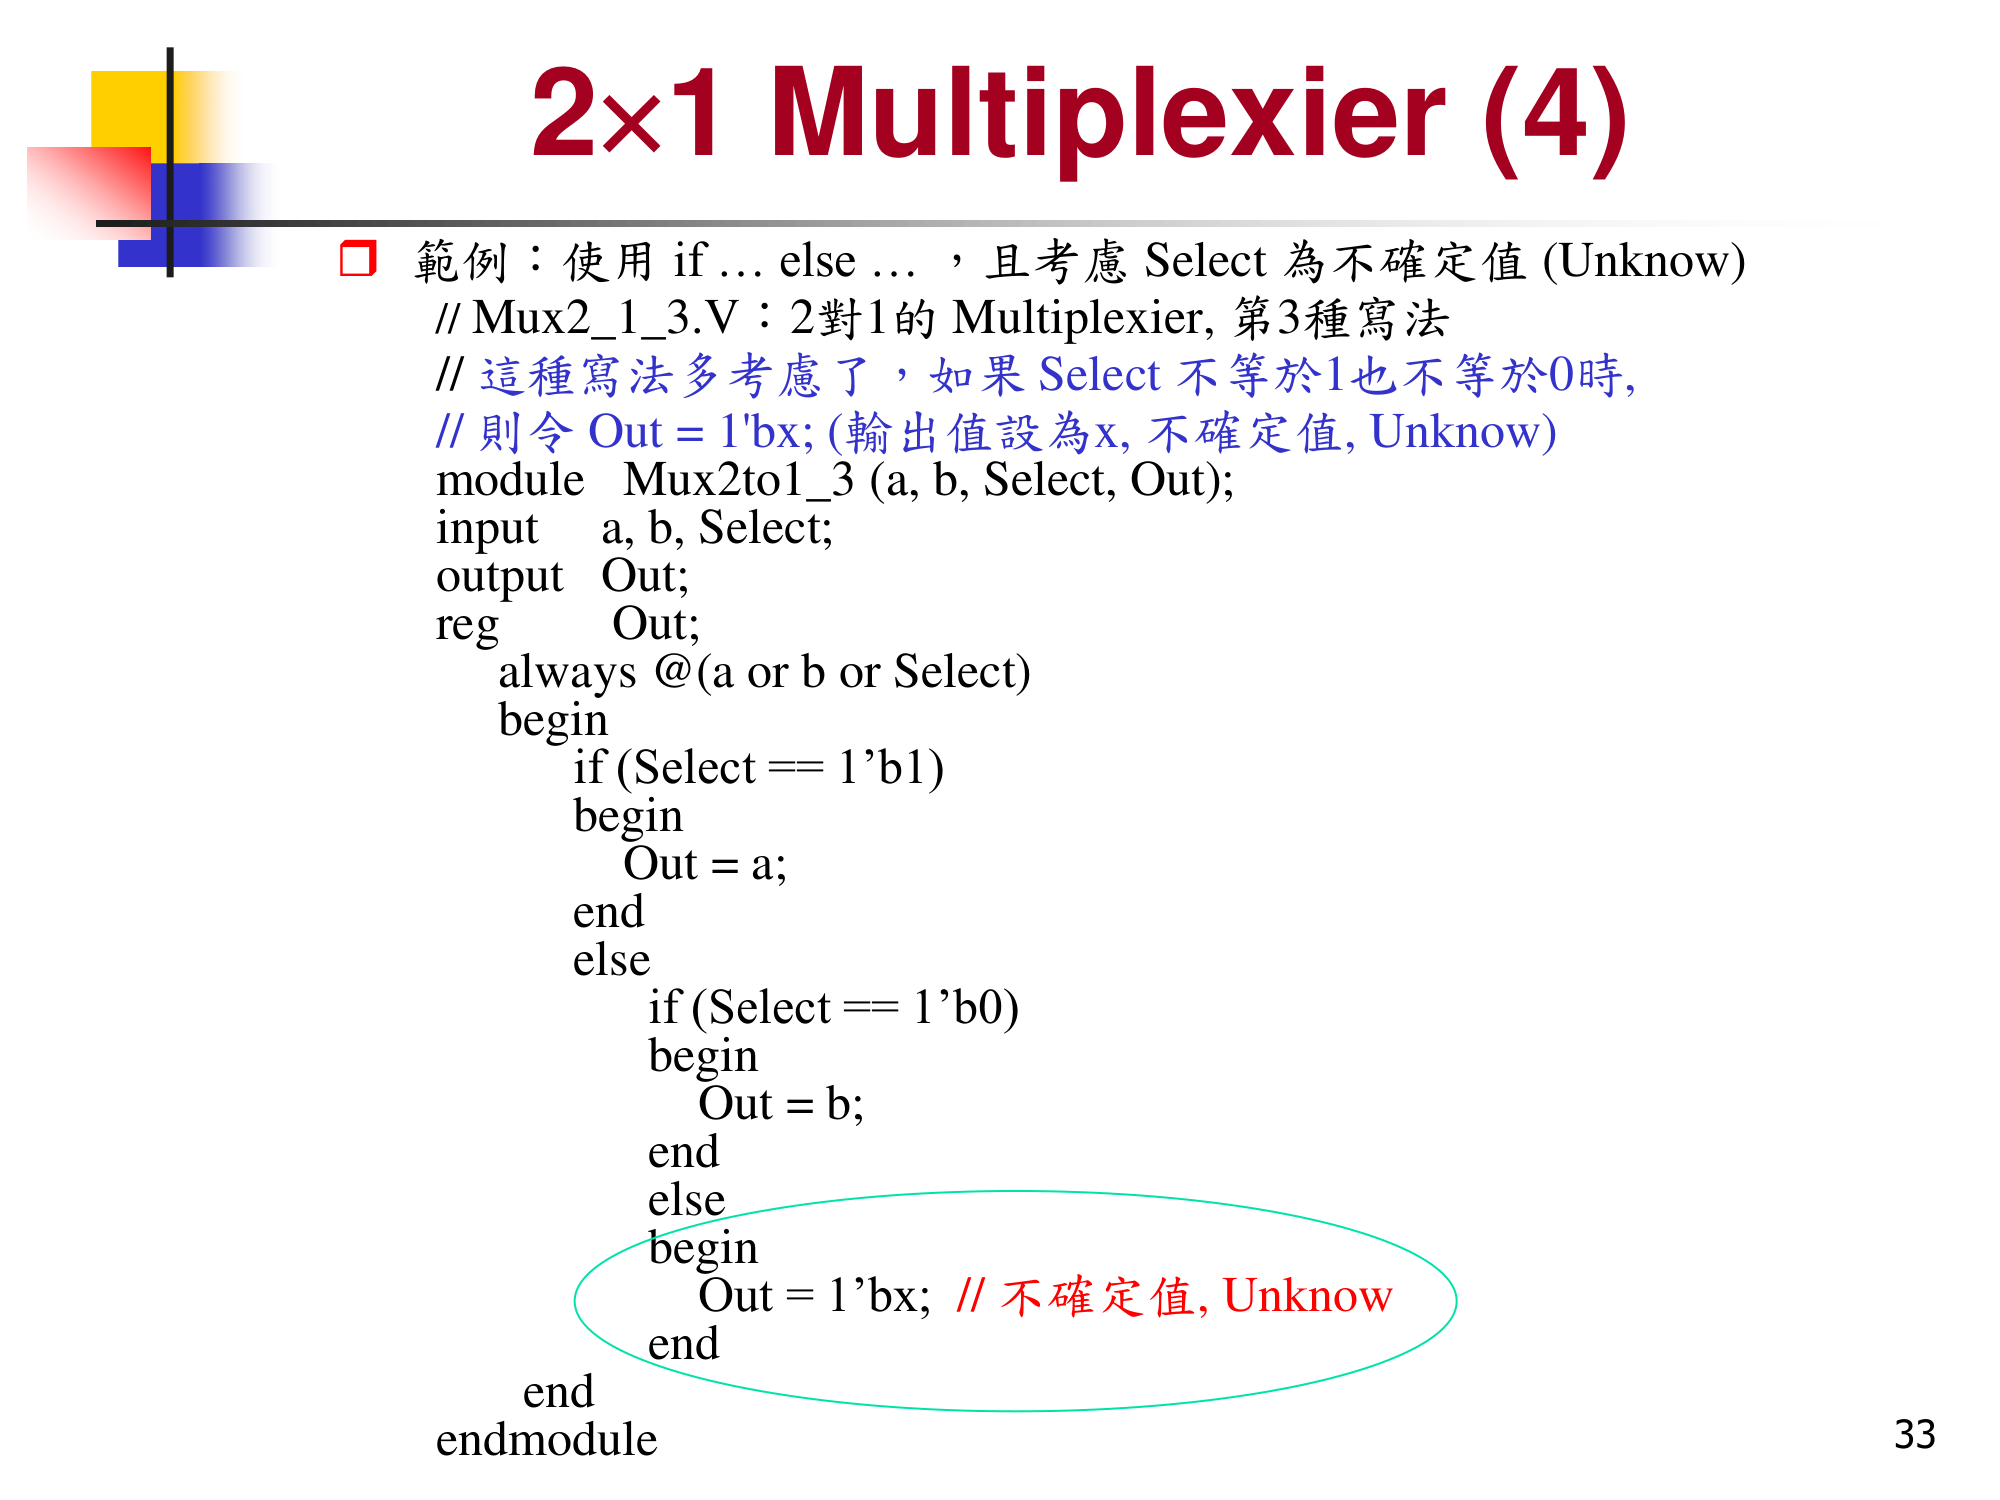 2×1 Multiplexier (4)
範例：使用 if … else … ，且考慮 Select 為不確定值 (Unknow)
// Mux2_1_3.V：2對1的 Multiplexier, 第3種寫法
// 這種寫法多考慮了，如果 Select 不等於1也不等於0時,
// 則令 Out = 1'bx; (輸出值設為x, 不確定值, Unknow)
module Mux2to1_3 (a, b, Select, Out);
input a, b, Select;
output Out;
reg Out;
always @(a or b or Select)
begin
if (Select == 1’b1)
begin
Out = a;
end
else
if (Select == 1’b0)
begin
Out = b;
end
else
begin
Out = 1’bx; // 不確定值, Unknow
end
end
endmodule
33